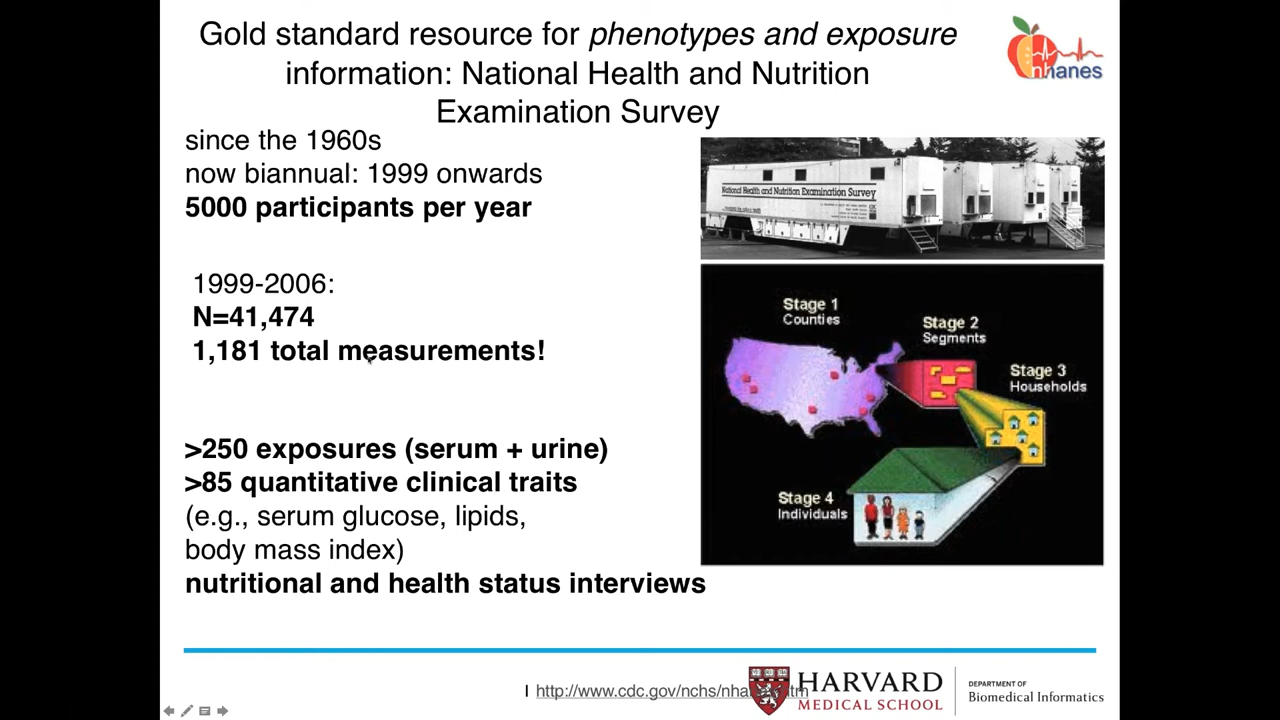 Gold standard resource for phenotypes and exposure
information: National Health and Nutrition
Examination Survey
nhanes
since the 1960s
now biannual: 1999 onwards
5000 participants per year
National Health and Nutrition Examination Survey
1999-2006:
N=41,474
1,181 total measurements!
Stage 1
Counties
Stage 2
Segments
Stage 3
Households
Stage 4
Individuals
>250 exposures (serum + urine)
>85 quantitative clinical traits
(e.g., serum glucose, lipids,
body mass index)
nutritional and health status interviews
http://www.cdc.gov/nchs/
HARVARD
MEDICAL SCHOOL
DEPARTMENT OF
Biomedical Informatics